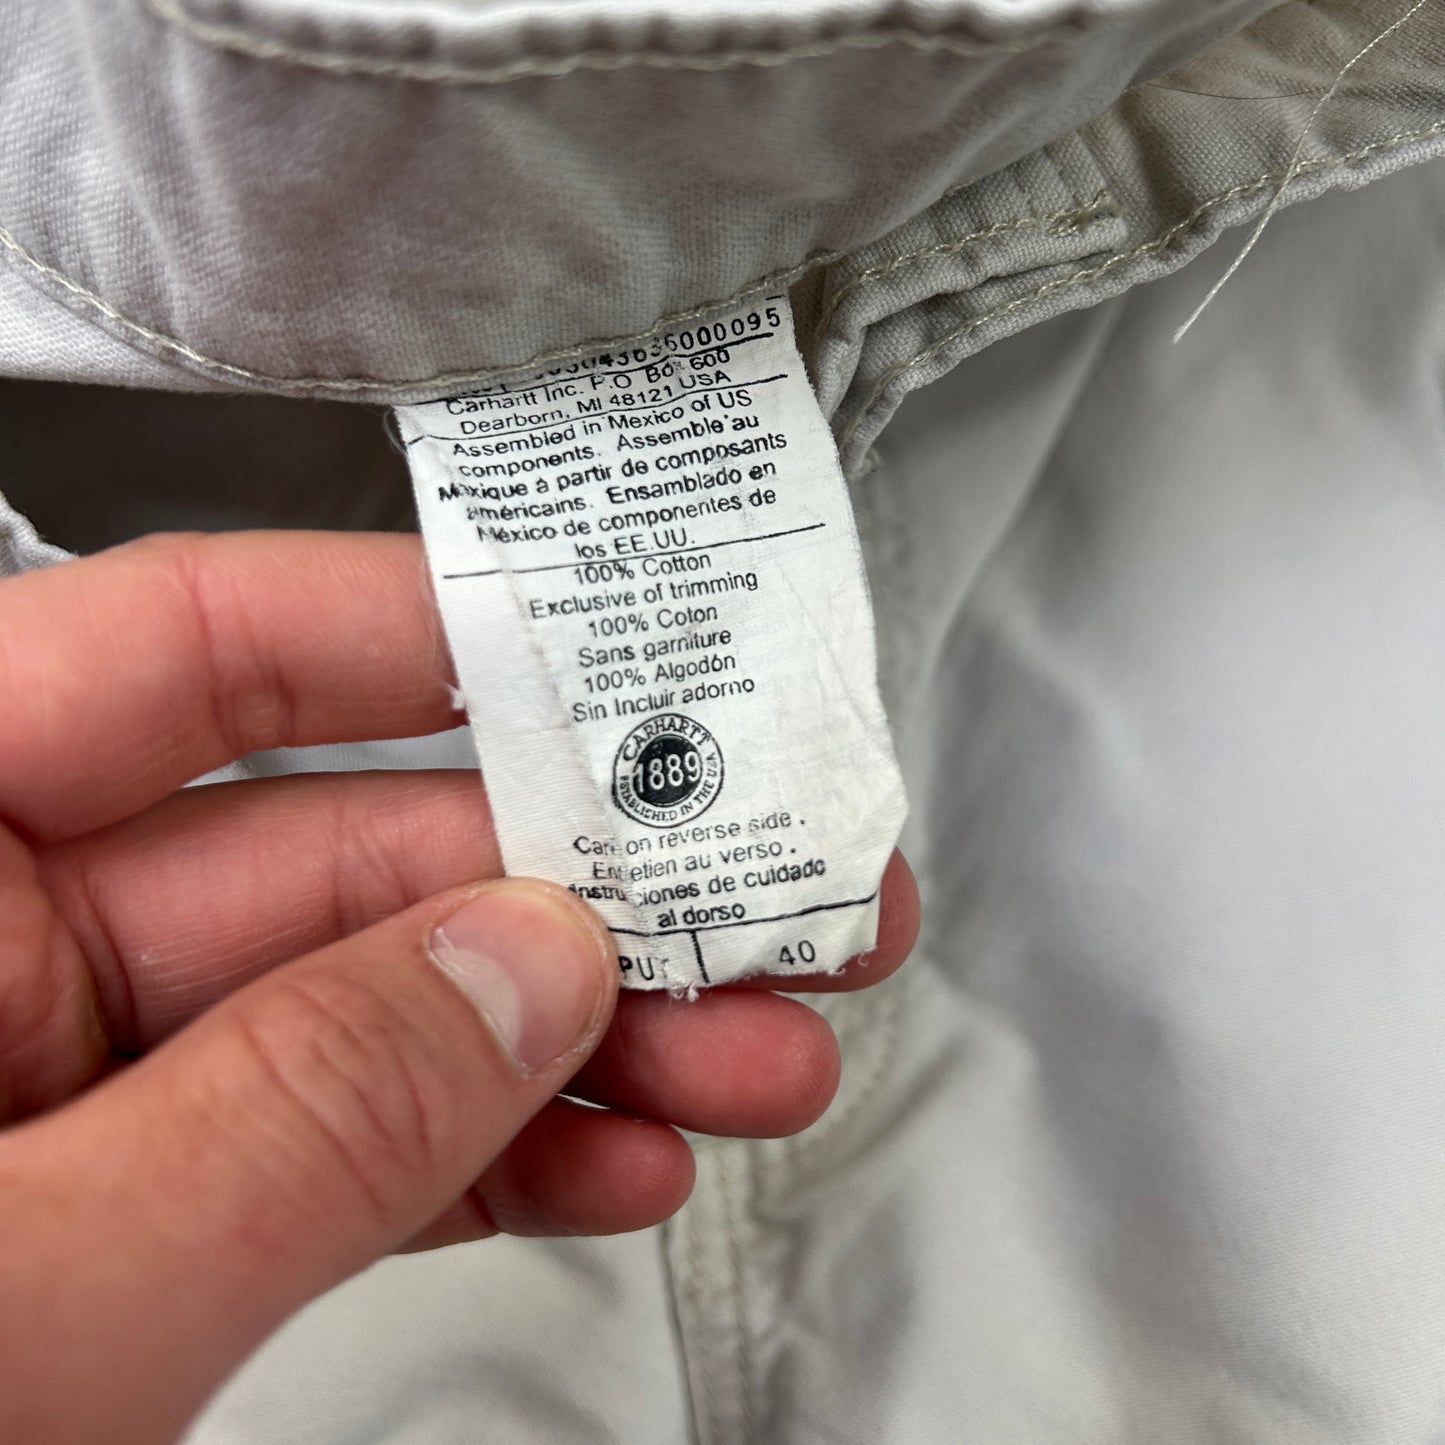 000095
Carhartt Inc. P.O Box 600
Dearborn, MI 48121 USA
Assembled in Mexico of US
components. Assemble'au
Mexique à partir de composants
américains. Ensamblado en
México de componentes de
los EE.UU.
100% Cotton
Exclusive of trimming
100% Coton
Sans garniture
100% Algodón
Sin Incluir adorno
CARHARTT
1889
ESTABLISHED IN THE USA
Care on reverse side.
Entretien au verso.
Instrucciones de cuidado
al dorso
40